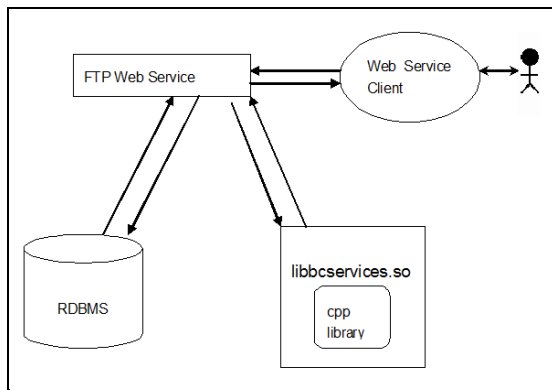 FTP Web Service
Web Service
Client
RDBMS
libbcservices.so
cpp
library